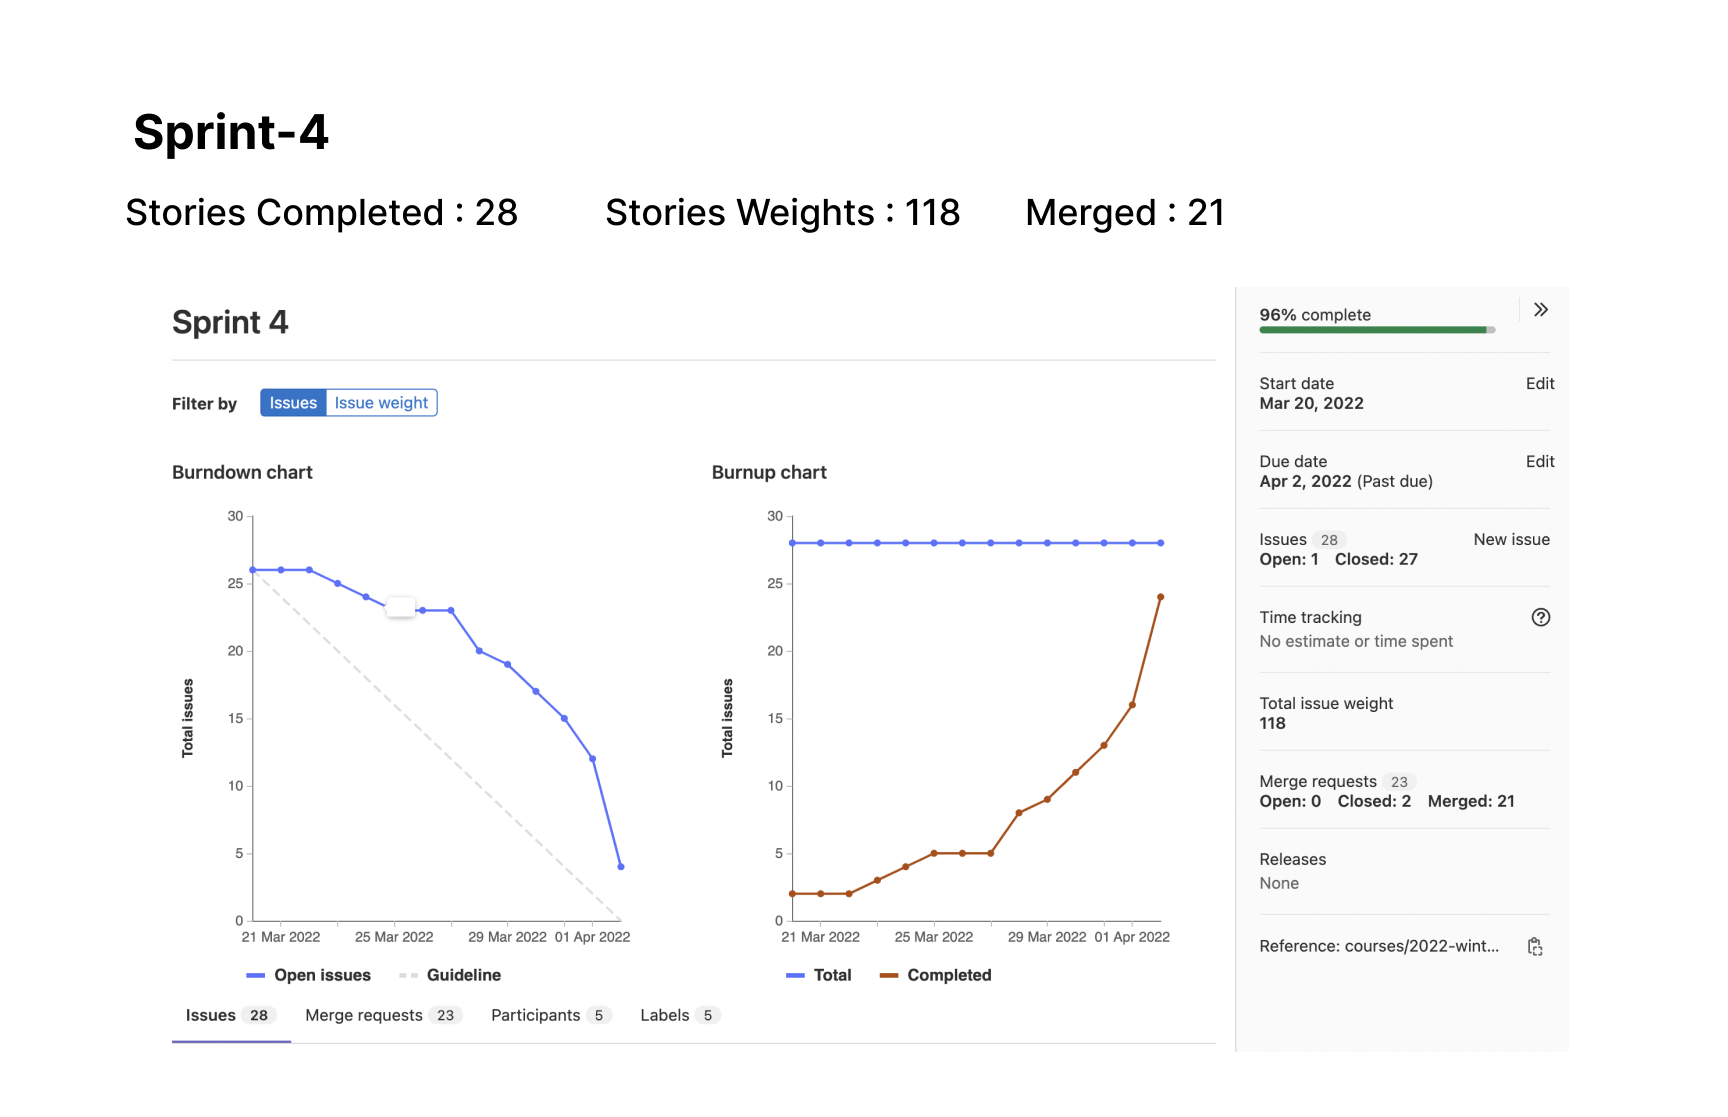 Sprint-4
Stories Completed : 28 Stories Weights : 118 Merged : 21
Sprint 4
Filter by Issues Issue weight
Burndown chart
30
25
20
15
10
5
0
Total issues
21 Mar 2022 25 Mar 2022 29 Mar 2022 01 Apr 2022
Open issues Guideline
Burnup chart
30
25
20
15
10
5
0
Total issues
21 Mar 2022 25 Mar 2022 29 Mar 2022 01 Apr 2022
Total Completed
Issues 28 Merge requests 23 Participants 5 Labels 5
96% complete
Start date Edit
Mar 20, 2022
Due date Edit
Apr 2, 2022 (Past due)
Issues 28 New issue
Open: 1 Closed: 27
Time tracking
No estimate or time spent
Total issue weight
118
Merge requests 23
Open: 0 Closed: 2 Merged: 21
Releases
None
Reference: courses/2022-wint...